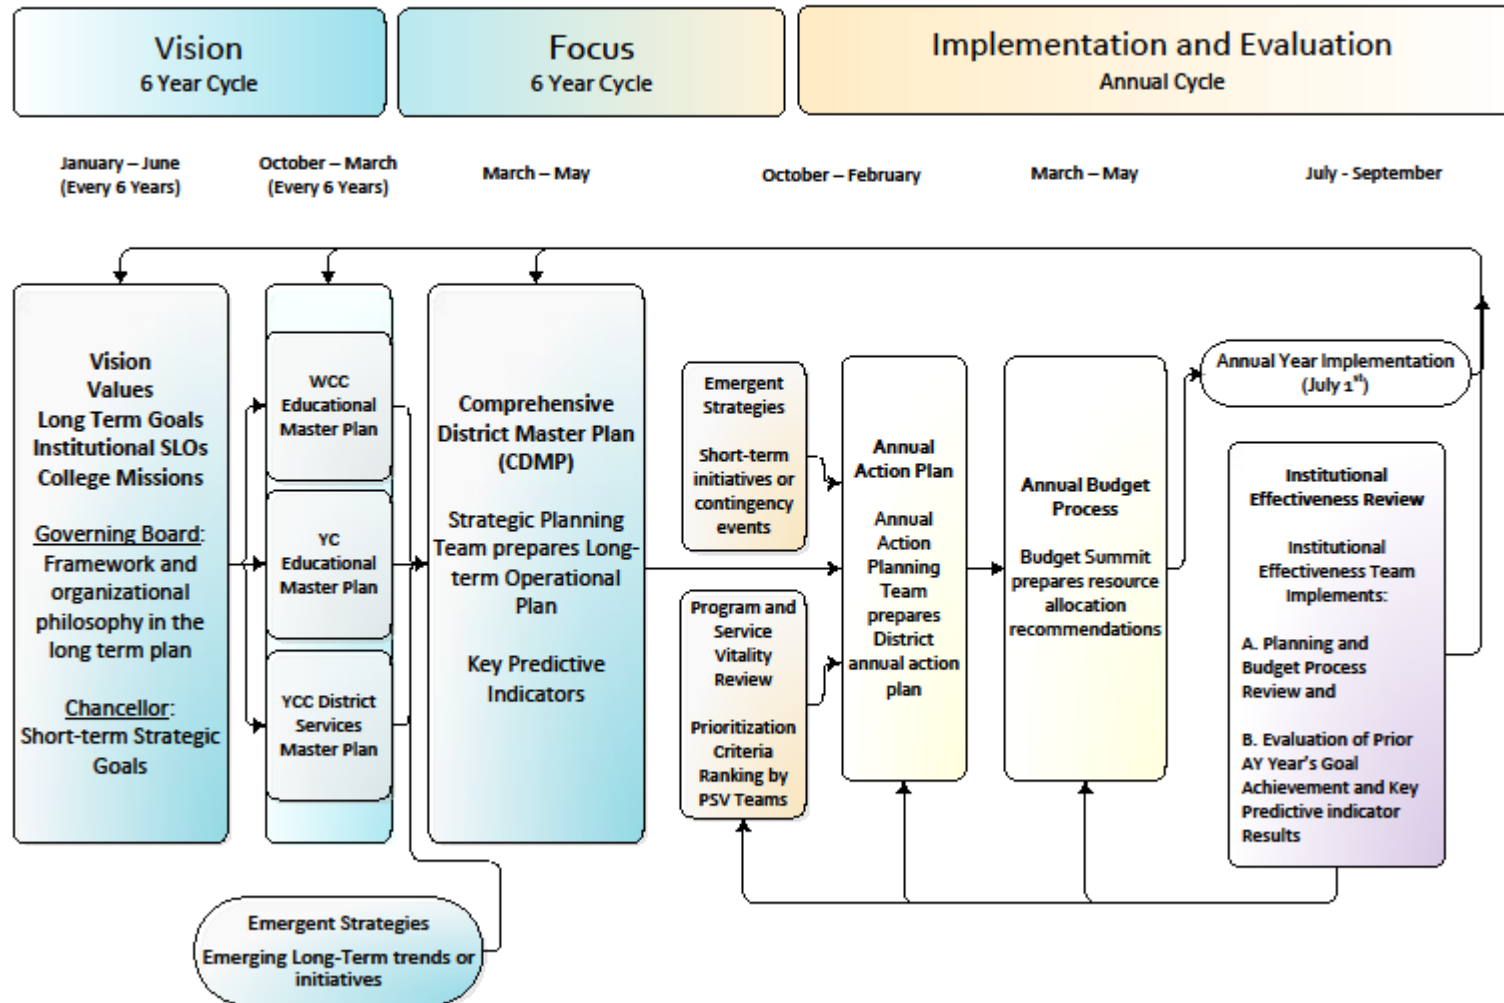 Vision
6 Year Cycle
Focus
6 Year Cycle
Implementation and Evaluation
Annual Cycle
January – June
(Every 6 Years)
October – March
(Every 6 Years)
March – May
October – February
March – May
July - September
Vision
Values
Long Term Goals
Institutional SLOs
College Missions
Governing Board:
Framework and
organizational
philosophy in the
long term plan
Chancellor:
Short-term Strategic
Goals
WCC
Educational
Master Plan
YC
Educational
Master Plan
YCC District
Services
Master Plan
Comprehensive
District Master Plan
(CDMP)
Strategic Planning
Team prepares Long-
term Operational
Plan
Key Predictive
Indicators
Emergent Strategies
Emerging Long-Term trends or
initiatives
Emergent
Strategies
Short-term
initiatives or
contingency
events
Program and
Service
Vitality
Review
Prioritization
Criteria
Ranking by
PSV Teams
Annual
Action Plan
Annual
Action
Planning
Team
prepares
District
annual action
plan
Annual Budget
Process
Budget Summit
prepares resource
allocation
recommendations
Annual Year Implementation
(July 1st)
Institutional
Effectiveness Review
Institutional
Effectiveness Team
Implements:
A. Planning and
Budget Process
Review and
B. Evaluation of Prior
AY Year's Goal
Achievement and Key
Predictive indicator
Results